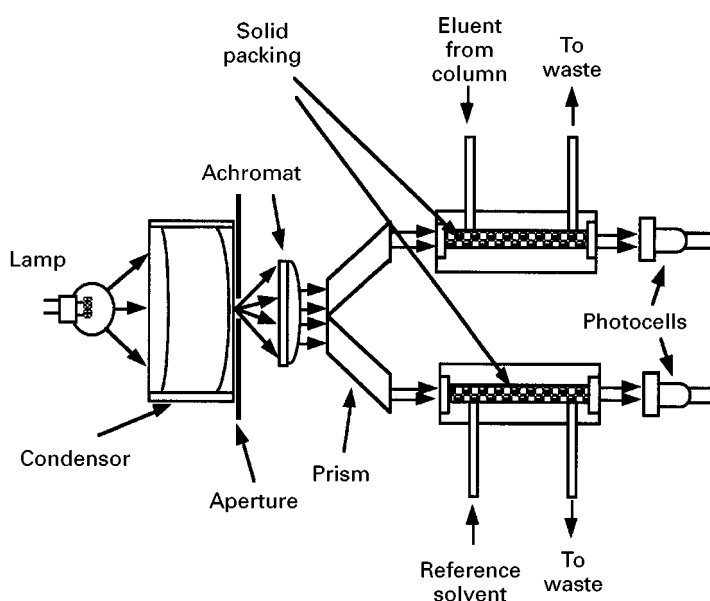 Solid
packing
Eluent
from
column
To
waste
Achromat
Lamp
Photocells
Condensor
Prism
Aperture
Reference
solvent
To
waste